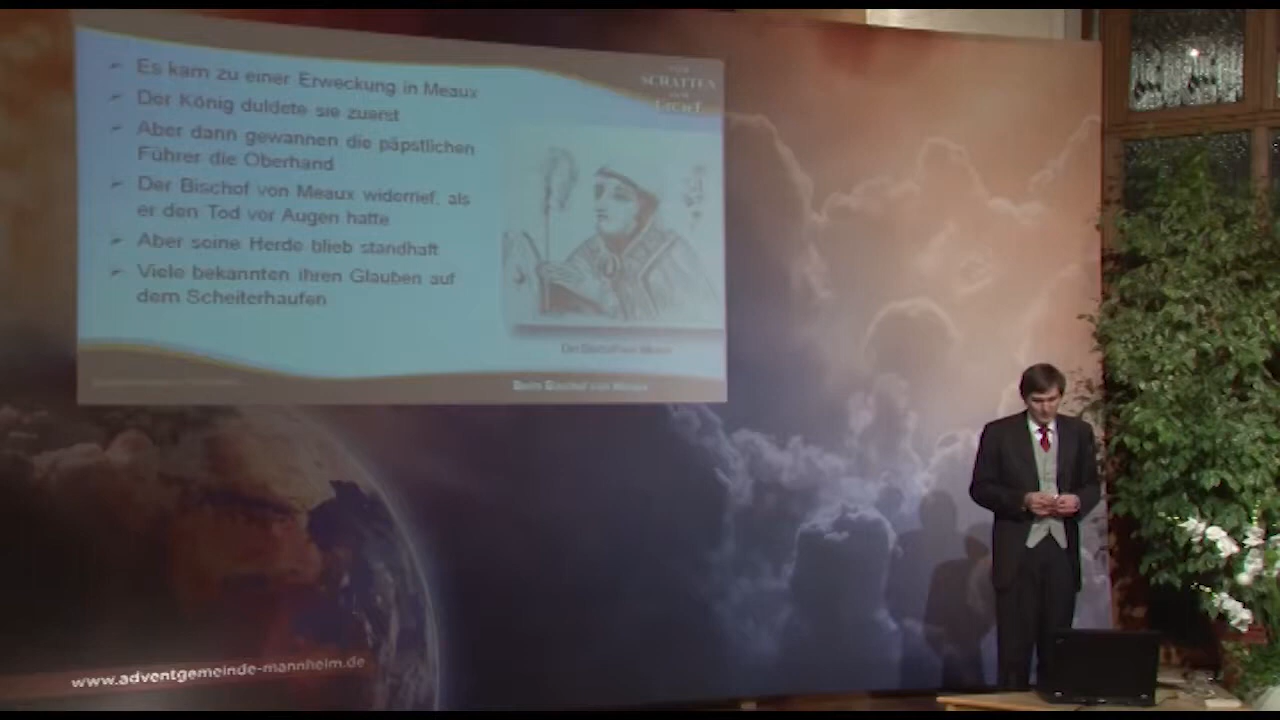 Es kam zu einer Erweckung in Meaux
Der König duldete sie zuerst
Aber dann gewannen die päpstlichen
Führer die Oberhand
Der Bischof von Meaux widerrief, als
er den Tod vor Augen hatte
Aber seine Herde blieb standhaft
Viele bekannten ihren Glauben auf
dem Scheiterhaufen
VOM
SCHATTEN
ZUM
LICHT
Bischof von Meaux
www.adventgemeinde-mannheim.de